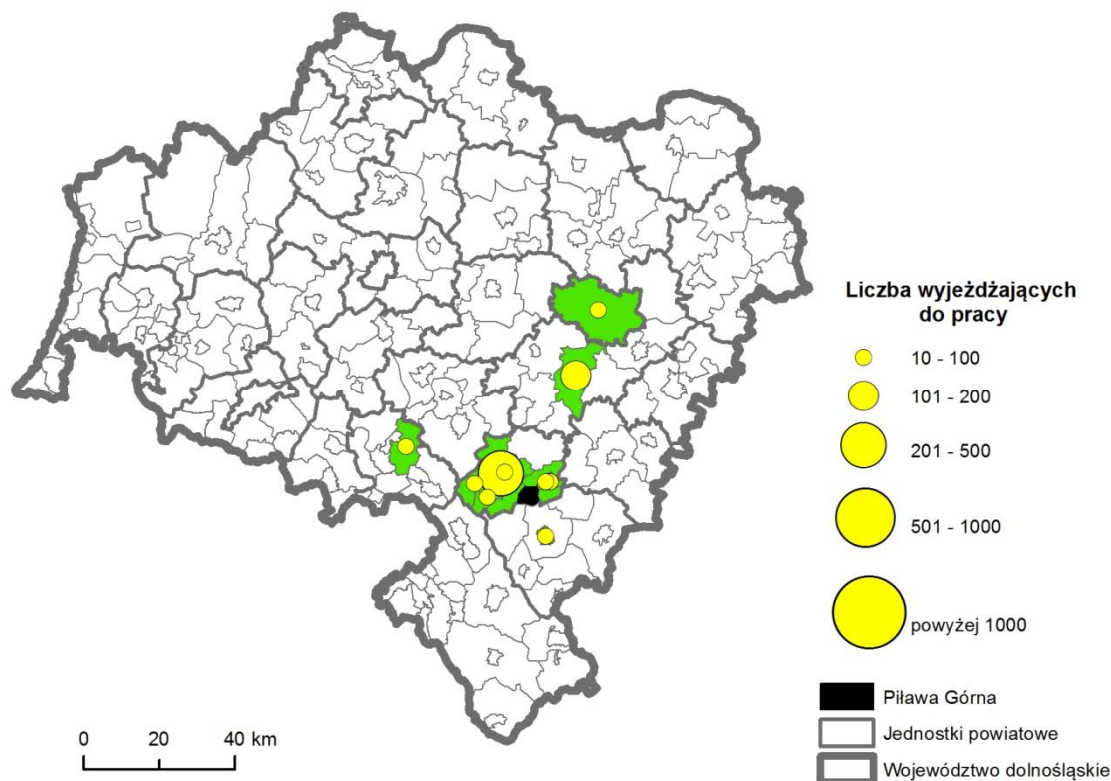 Liczba wyjeżdżających
do pracy
10 - 100
101 - 200
201 - 500
501 - 1000
powyżej 1000
Piława Górna
Jednostki powiatowe
Województwo dolnośląskie
0 20 40 km